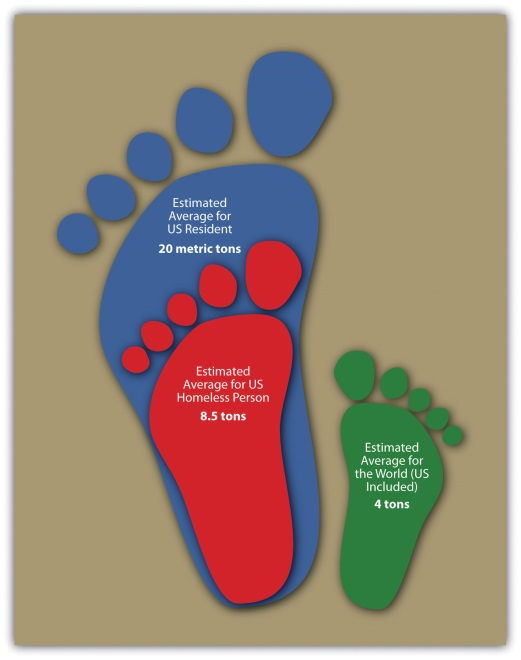 Estimated
Average for
US Resident
20 metric tons
Estimated
Average for US
Homeless Person
8.5 tons
Estimated
Average for
the World (US
Included)
4 tons